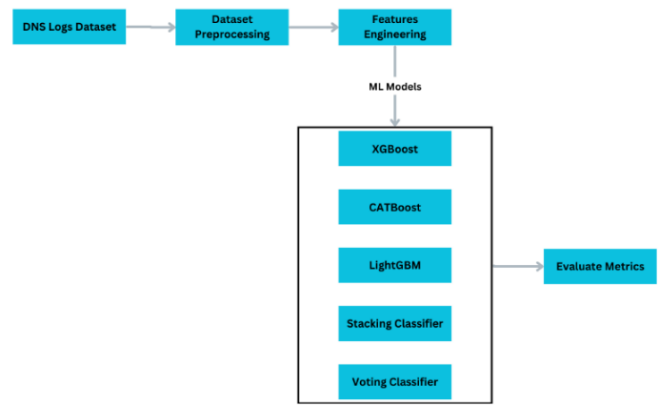 DNS Logs Dataset
Dataset
Preprocessing
Features
Engineering
ML Models
XGBoost
CATBoost
LightGBM
Stacking Classifier
Voting Classifier
Evaluate Metrics